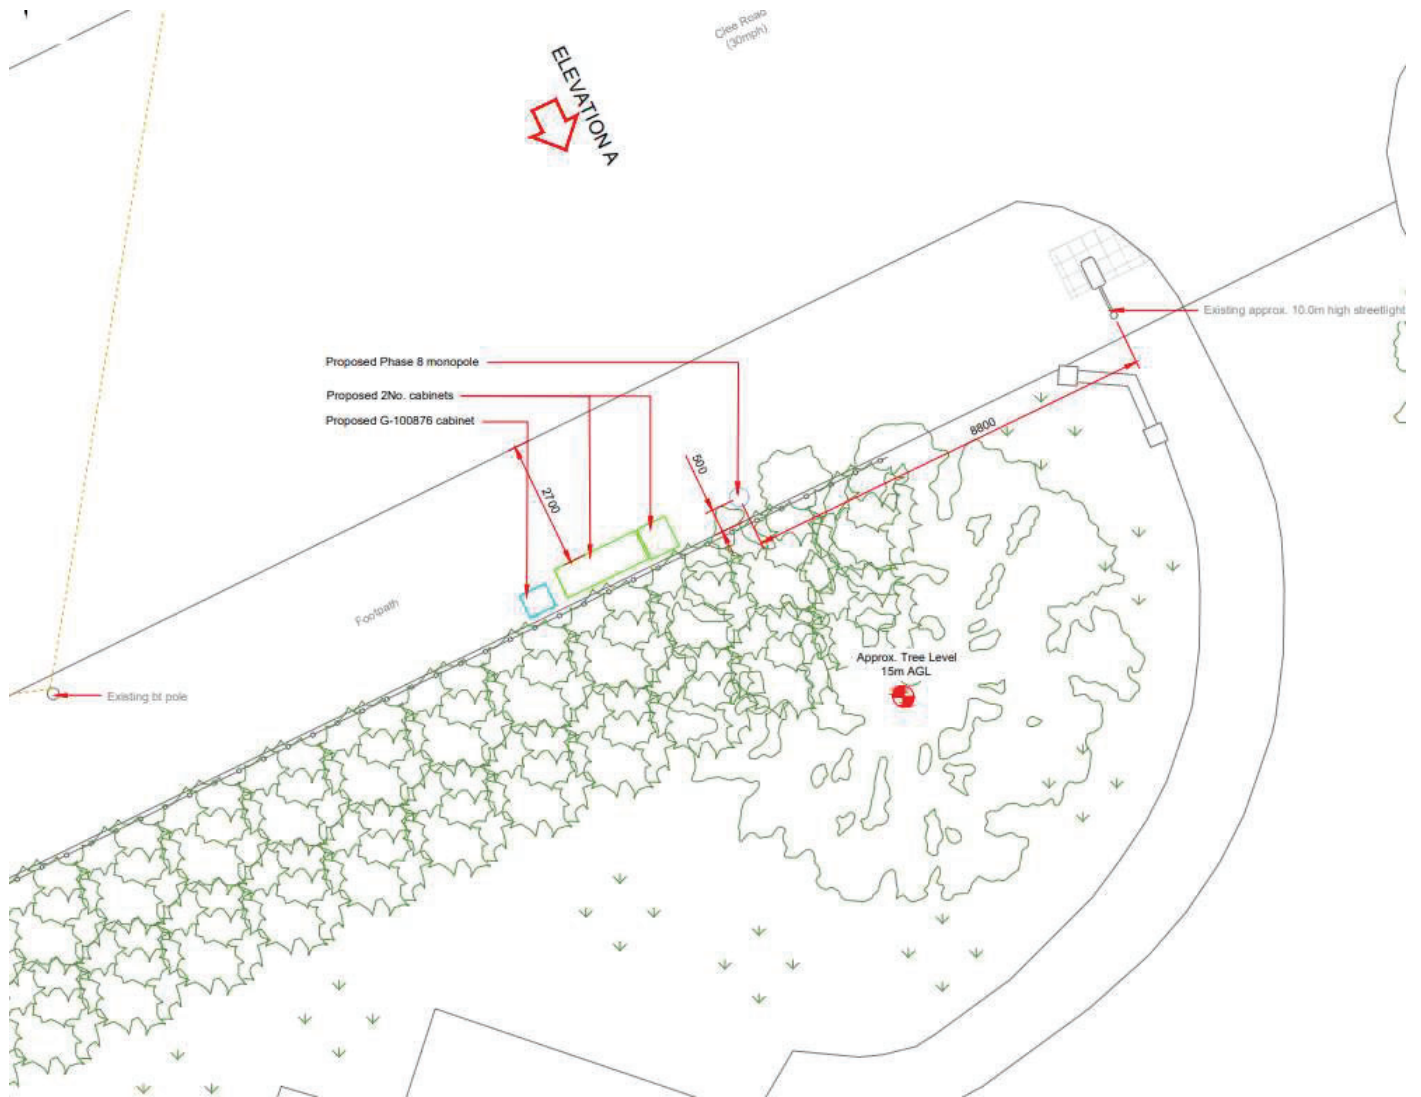 Clee Road
(30mph)
ELEVATION A
Existing approx. 10.0m high streetlight
Proposed Phase 8 monopole
Proposed 2No. cabinets
Proposed G-100876 cabinet
8800
500
2700
Footpath
Approx. Tree Level
15m AGL
Existing bt pole